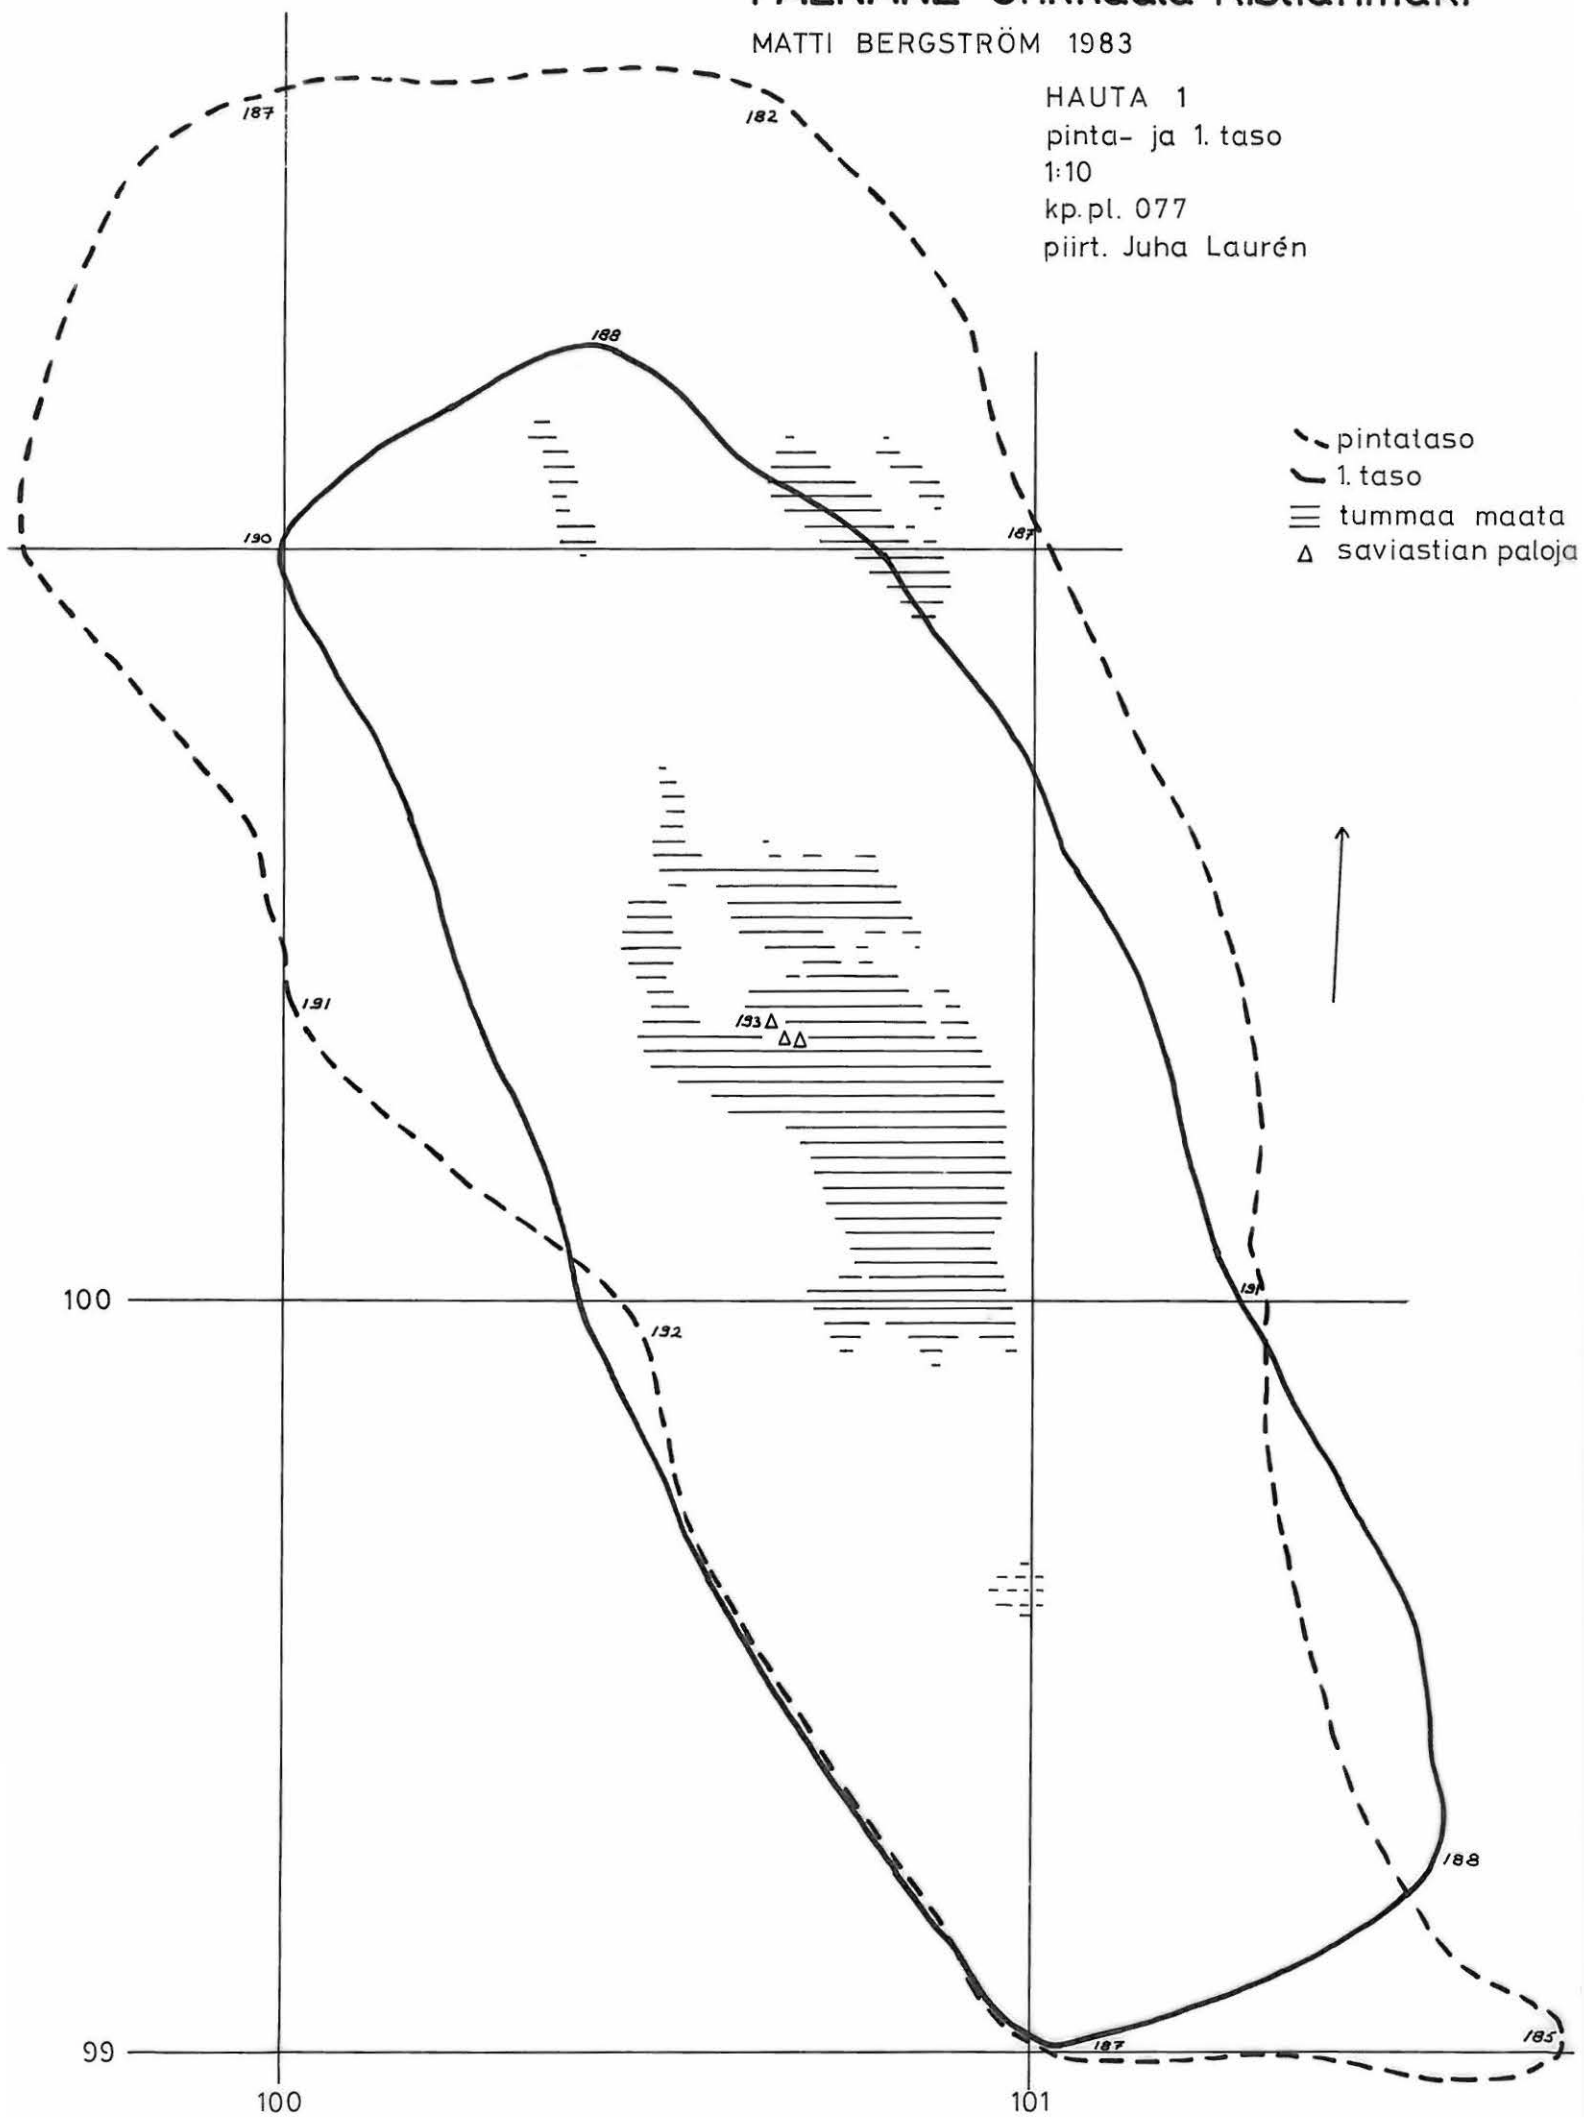 MATTI BERGSTRÖM 1983
HAUTA 1
pinta- ja 1. taso
1:10
kp. pl. 077
piirt. Juha Laurén
187
182
188
pintataso
1. taso
tummaa maata
saviastian paloja
190
187
191
193
100
191
192
188
185
187
99
100
101